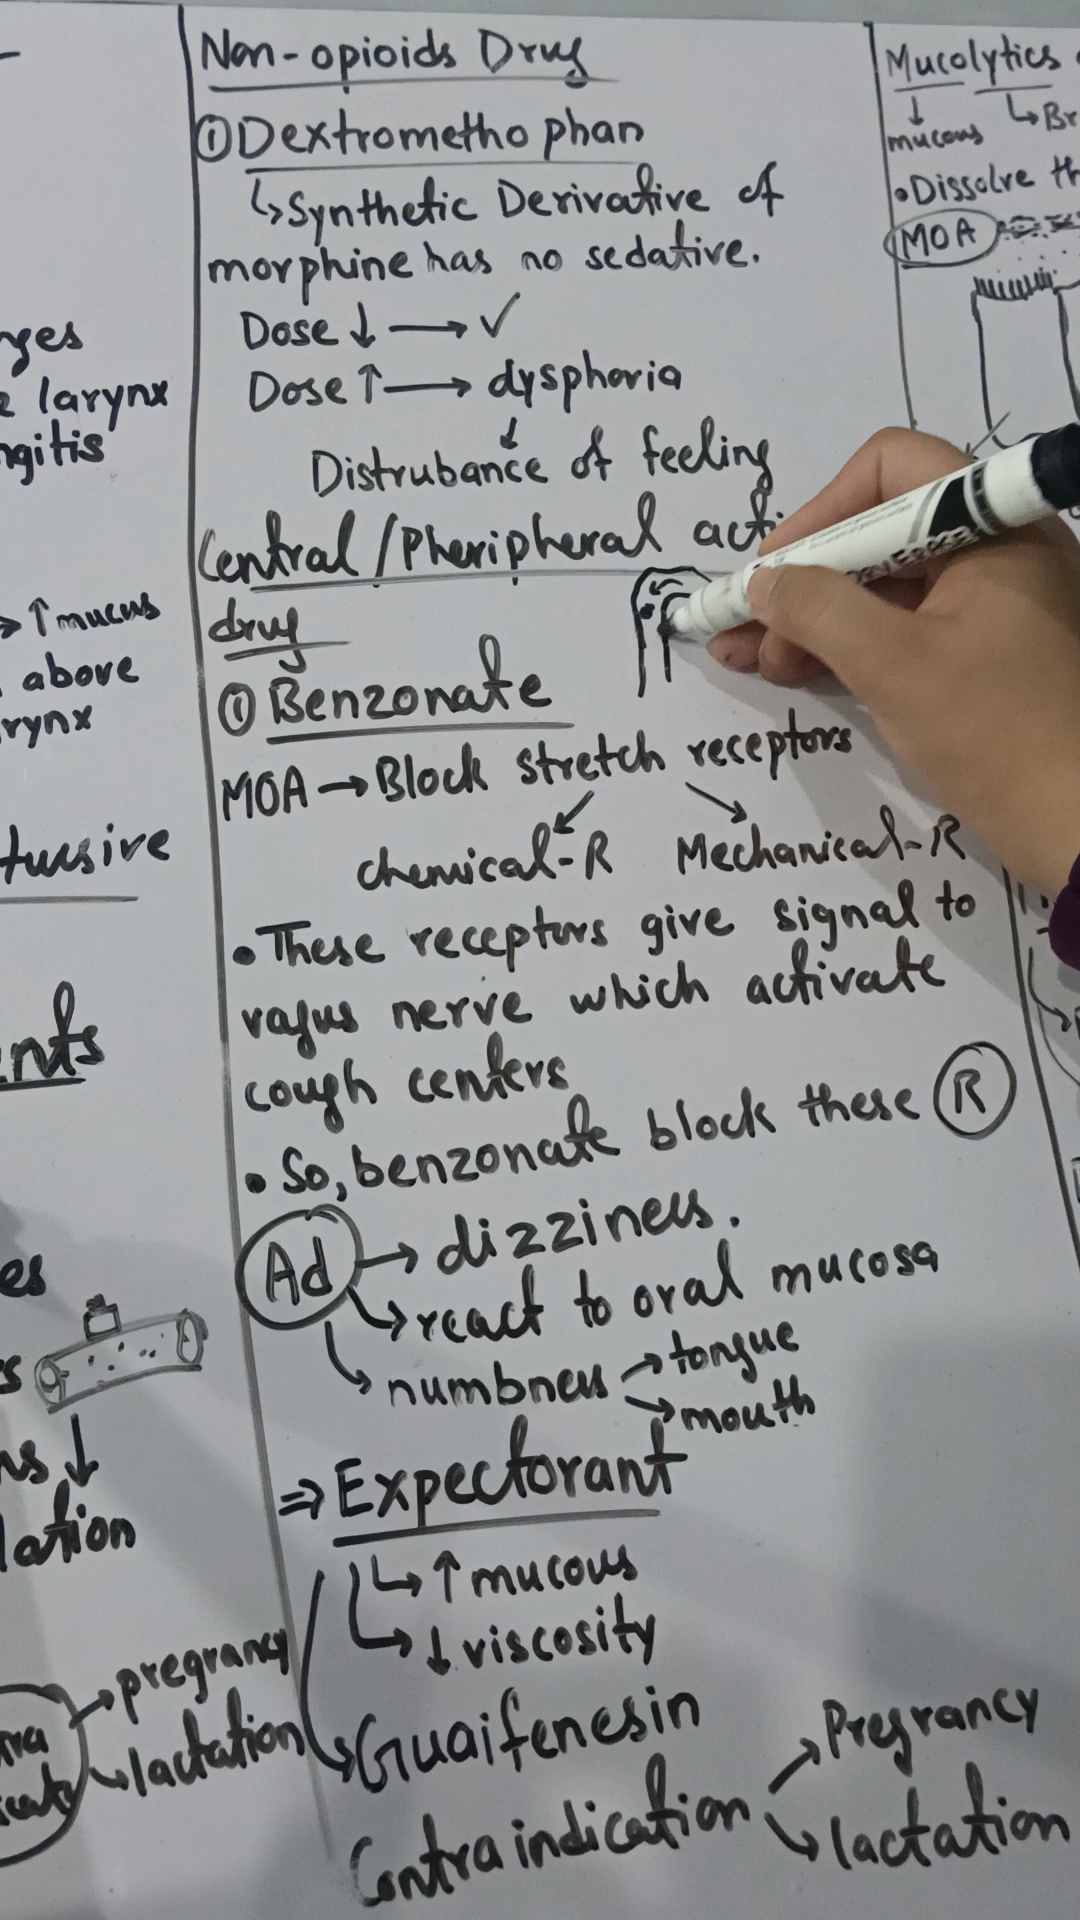 Non-opioids Drug
① Dextrometho phan
↳ Synthetic Derivative of
morphine has no sedative.
Dose ↓ → ✓
Dose ↑ → dysphoria
↓
Distrubance of feeling
Central / Pheripheral
drug
① Benzonate
MOA → Block stretch receptors
chemical-R Mechanical-R
• These receptors give signal to
vagus nerve which activate
cough centers
• So, benzonate block these R
Ad → dizziness.
↳ react to oral mucosa
↳ numbness → tongue
→ mouth
⇒ Expectorant
↳ ↑ mucous
↳ ↓ viscosity
↳ Guaifenesin
Contraindication → Pregnancy
↳ lactation
larynx
↑ mucus
above
pregnancy
lactation
Mucolytics
↓
mucous
• Dissolve
MOA